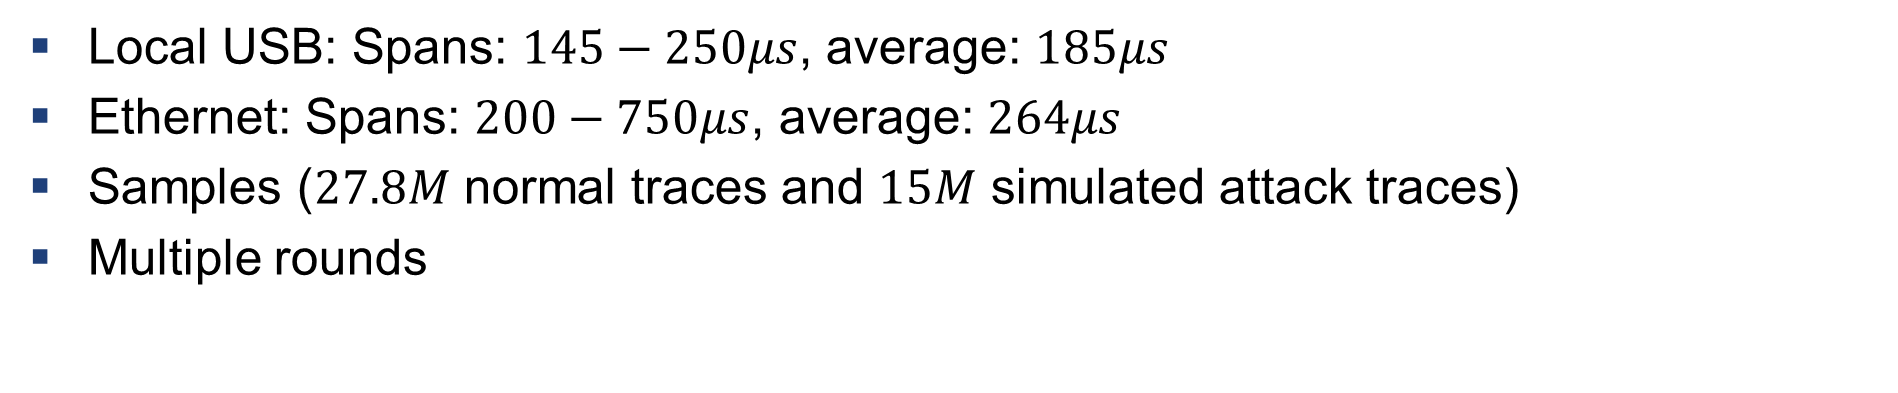 ▪ Local USB: Spans: 145 − 250μs, average: 185μs
▪ Ethernet: Spans: 200 − 750μs, average: 264μs
▪ Samples (27.8M normal traces and 15M simulated attack traces)
▪ Multiple rounds